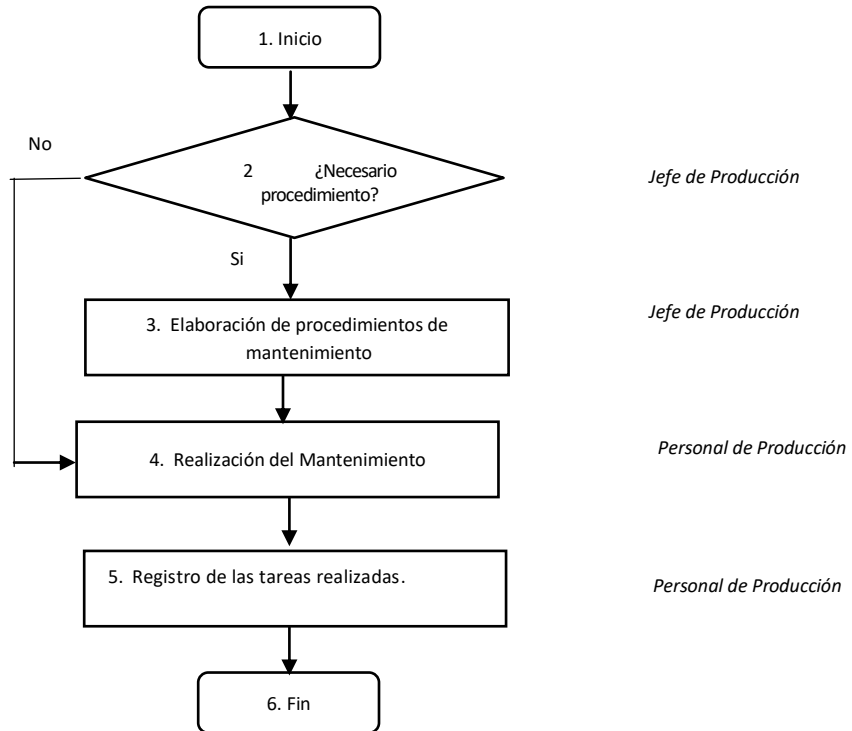 1. Inicio
No
2 ¿Necesario
procedimiento?
Jefe de Producción
Si
3. Elaboración de procedimientos de
mantenimiento
Jefe de Producción
4. Realización del Mantenimiento
Personal de Producción
5. Registro de las tareas realizadas.
Personal de Producción
6. Fin